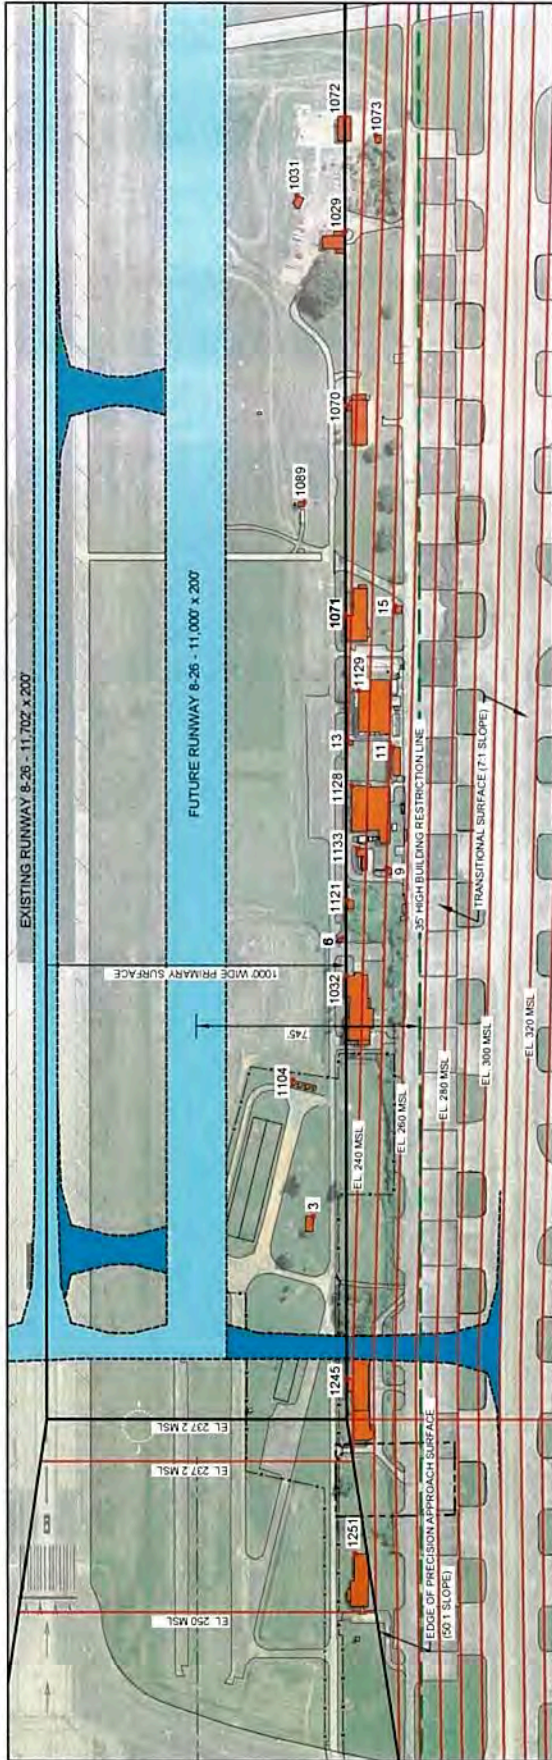 EXISTING RUNWAY 8-26 - 11,702' x 200'
FUTURE RUNWAY 8-26 - 11,000' x 200'
1000' WIDE PRIMARY SURFACE
745'
EL. 237.2 MSL
EL. 237.2 MSL
EL. 250 MSL
1251
1245
3
1104
1032
6
1121
1133
9
1128
13
11
1129
1071
15
1089
1070
1029
1031
1072
1073
EL. 240 MSL
EL. 260 MSL
35' HIGH BUILDING RESTRICTION LINE
EL. 280 MSL
TRANSITIONAL SURFACE (7:1 SLOPE)
EL. 300 MSL
EL. 320 MSL
EDGE OF PRECISION APPROACH SURFACE
(50:1 SLOPE)